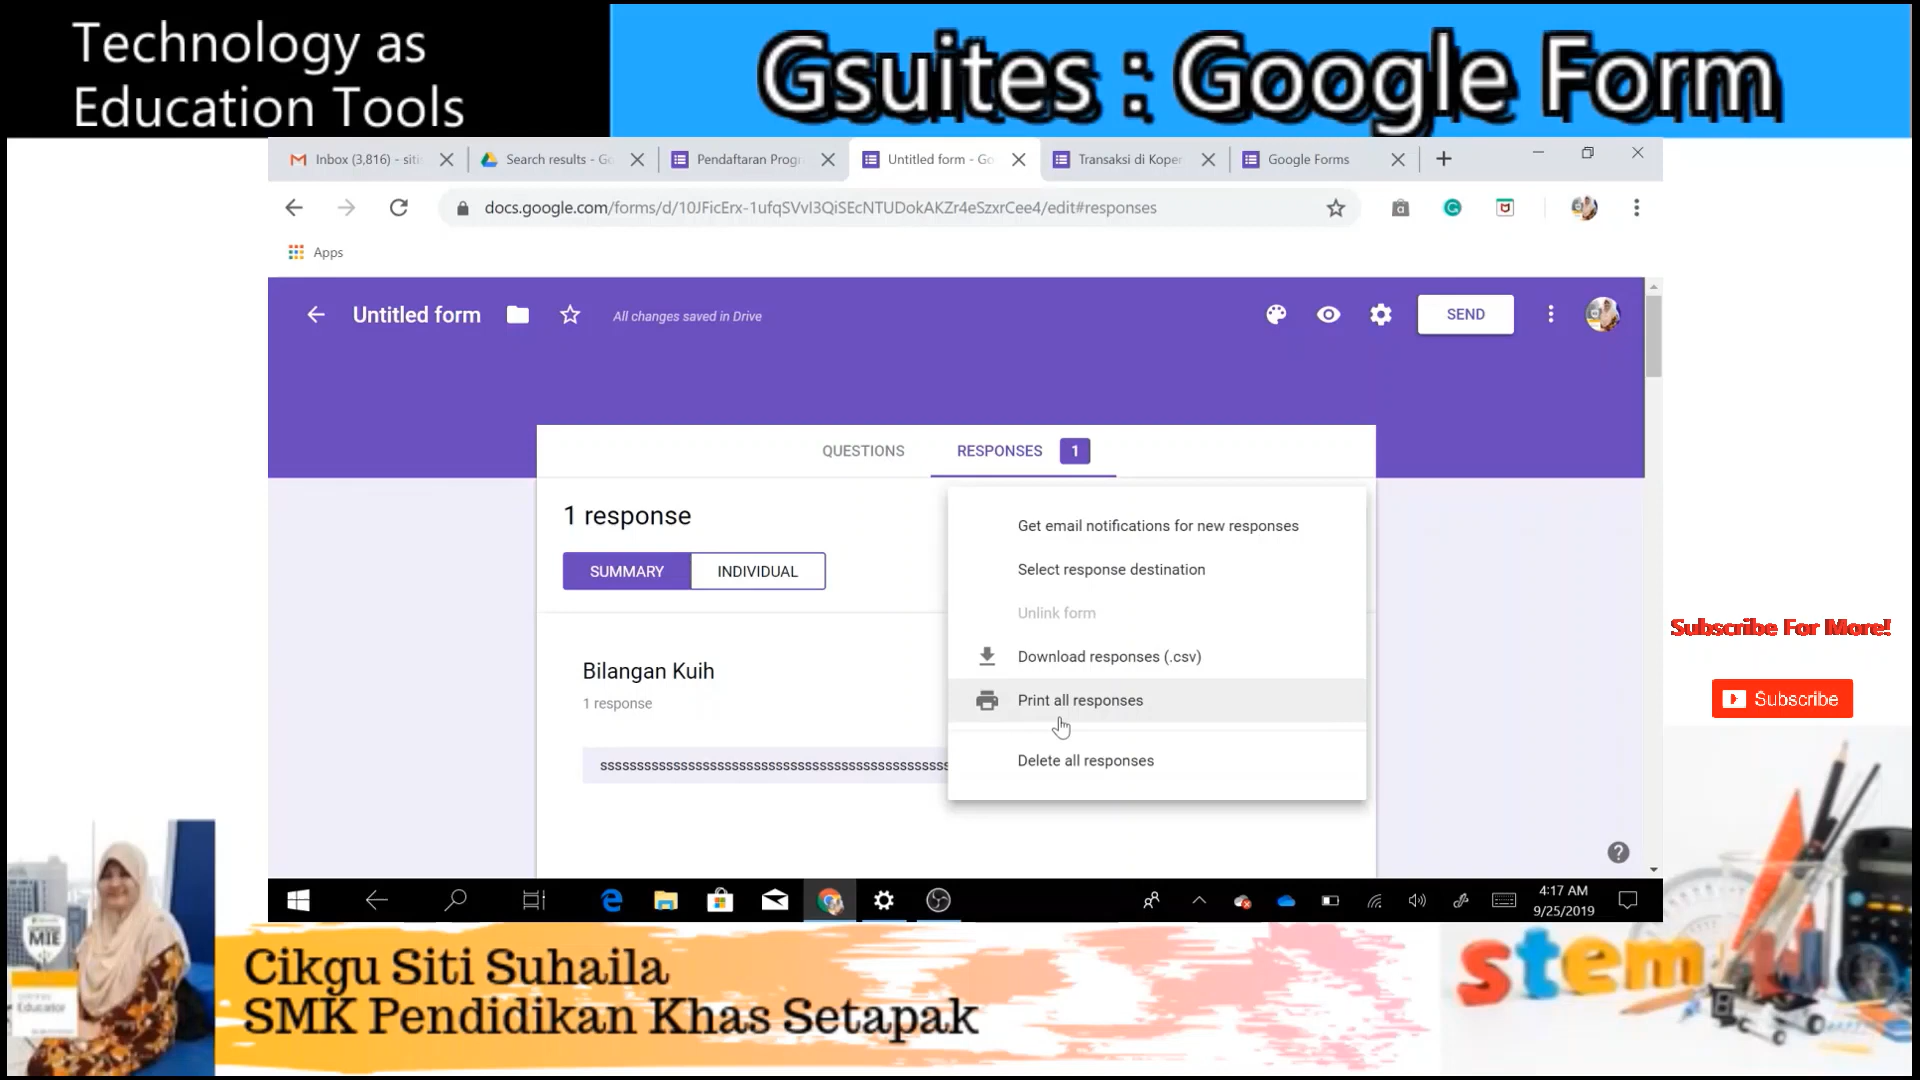 Technology as
Education Tools
Gsuites : Google Form
Inbox (3,816) - siti
Search results - Go
Pendaftaran Progr
Untitled form - Go
Transaksi di Koper
Google Forms
docs.google.com/forms/d/10JFicErx-1ufqSVvI3QiSEcNTUDokAKZr4eSzxrCee4/edit#responses
Apps
Untitled form
All changes saved in Drive
SEND
QUESTIONS
RESPONSES 1
1 response
SUMMARY
INDIVIDUAL
Get email notifications for new responses
Select response destination
Unlink form
Download responses (.csv)
Print all responses
Delete all responses
Bilangan Kuih
1 response
Subscribe For More!
Subscribe
4:17 AM
9/25/2019
MIE
Educator
Cikgu Siti Suhaila
SMK Pendidikan Khas Setapak
stem